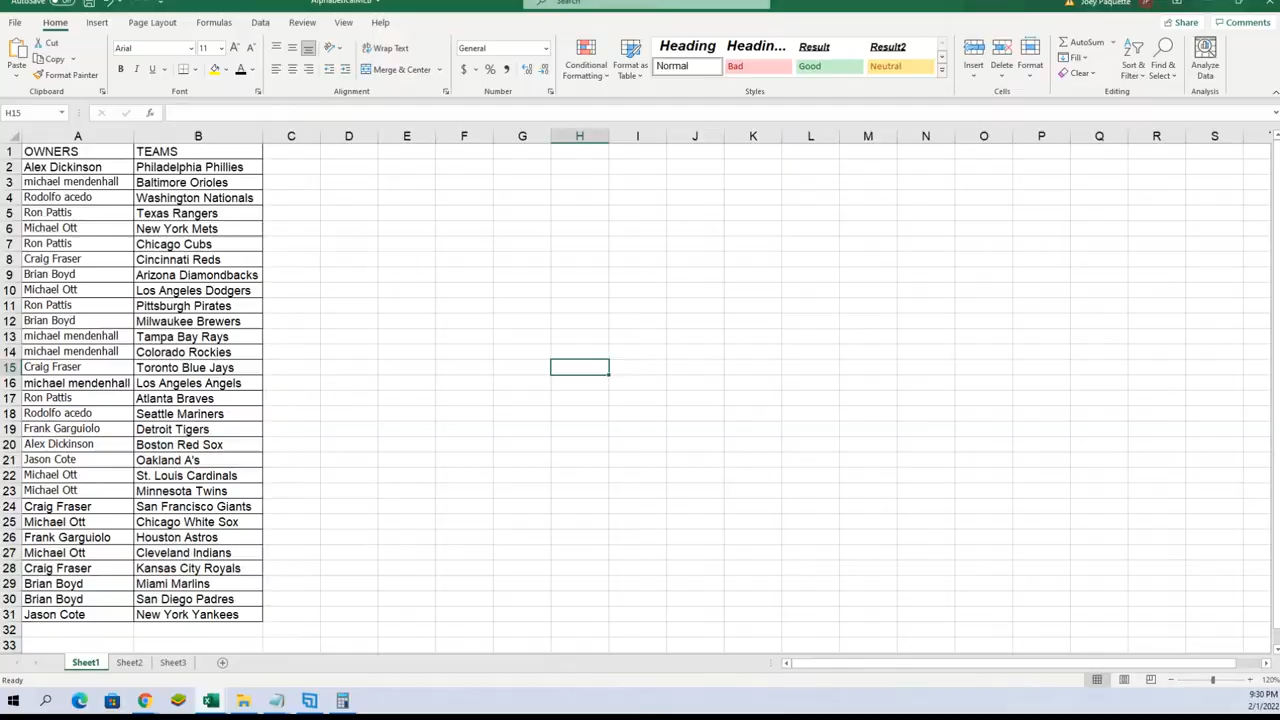 AutoSave Off AlphabeticalMLB Search Joey Paquette JP
File Home Insert Page Layout Formulas Data Review View Help Share Comments
Paste Cut Copy Format Painter Clipboard
Arial 11 B I U A Font
Wrap Text Merge & Center Alignment
General $ % , Number
Conditional Formatting Format as Table
Heading Headin... Result Result2
Normal Bad Good Neutral Styles
Insert Delete Format Cells
AutoSum Fill Clear Sort & Filter Find & Select Editing
Analyze Data Analysis
H15 fx
A B C D E F G H I J K L M N O P Q R S
1 OWNERS TEAMS
2 Alex Dickinson Philadelphia Phillies
3 michael mendenhall Baltimore Orioles
4 Rodolfo acedo Washington Nationals
5 Ron Pattis Texas Rangers
6 Michael Ott New York Mets
7 Ron Pattis Chicago Cubs
8 Craig Fraser Cincinnati Reds
9 Brian Boyd Arizona Diamondbacks
10 Michael Ott Los Angeles Dodgers
11 Ron Pattis Pittsburgh Pirates
12 Brian Boyd Milwaukee Brewers
13 michael mendenhall Tampa Bay Rays
14 michael mendenhall Colorado Rockies
15 Craig Fraser Toronto Blue Jays
16 michael mendenhall Los Angeles Angels
17 Ron Pattis Atlanta Braves
18 Rodolfo acedo Seattle Mariners
19 Frank Garguiolo Detroit Tigers
20 Alex Dickinson Boston Red Sox
21 Jason Cote Oakland A's
22 Michael Ott St. Louis Cardinals
23 Michael Ott Minnesota Twins
24 Craig Fraser San Francisco Giants
25 Michael Ott Chicago White Sox
26 Frank Garguiolo Houston Astros
27 Michael Ott Cleveland Indians
28 Craig Fraser Kansas City Royals
29 Brian Boyd Miami Marlins
30 Brian Boyd San Diego Padres
31 Jason Cote New York Yankees
32
33
Sheet1 Sheet2 Sheet3
Ready 120%
9:30 PM
2/1/2022